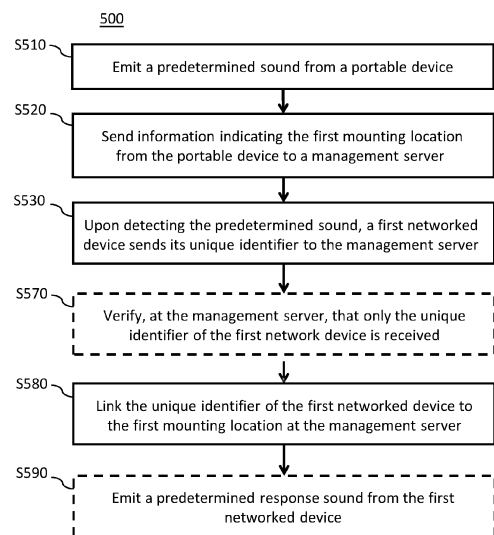 500
S510
Emit a predetermined sound from a portable device
S520
Send information indicating the first mounting location
from the portable device to a management server
S530
Upon detecting the predetermined sound, a first networked
device sends its unique identifier to the management server
S570
Verify, at the management server, that only the unique
identifier of the first network device is received
S580
Link the unique identifier of the first networked device to
the first mounting location at the management server
S590
Emit a predetermined response sound from the first
networked device